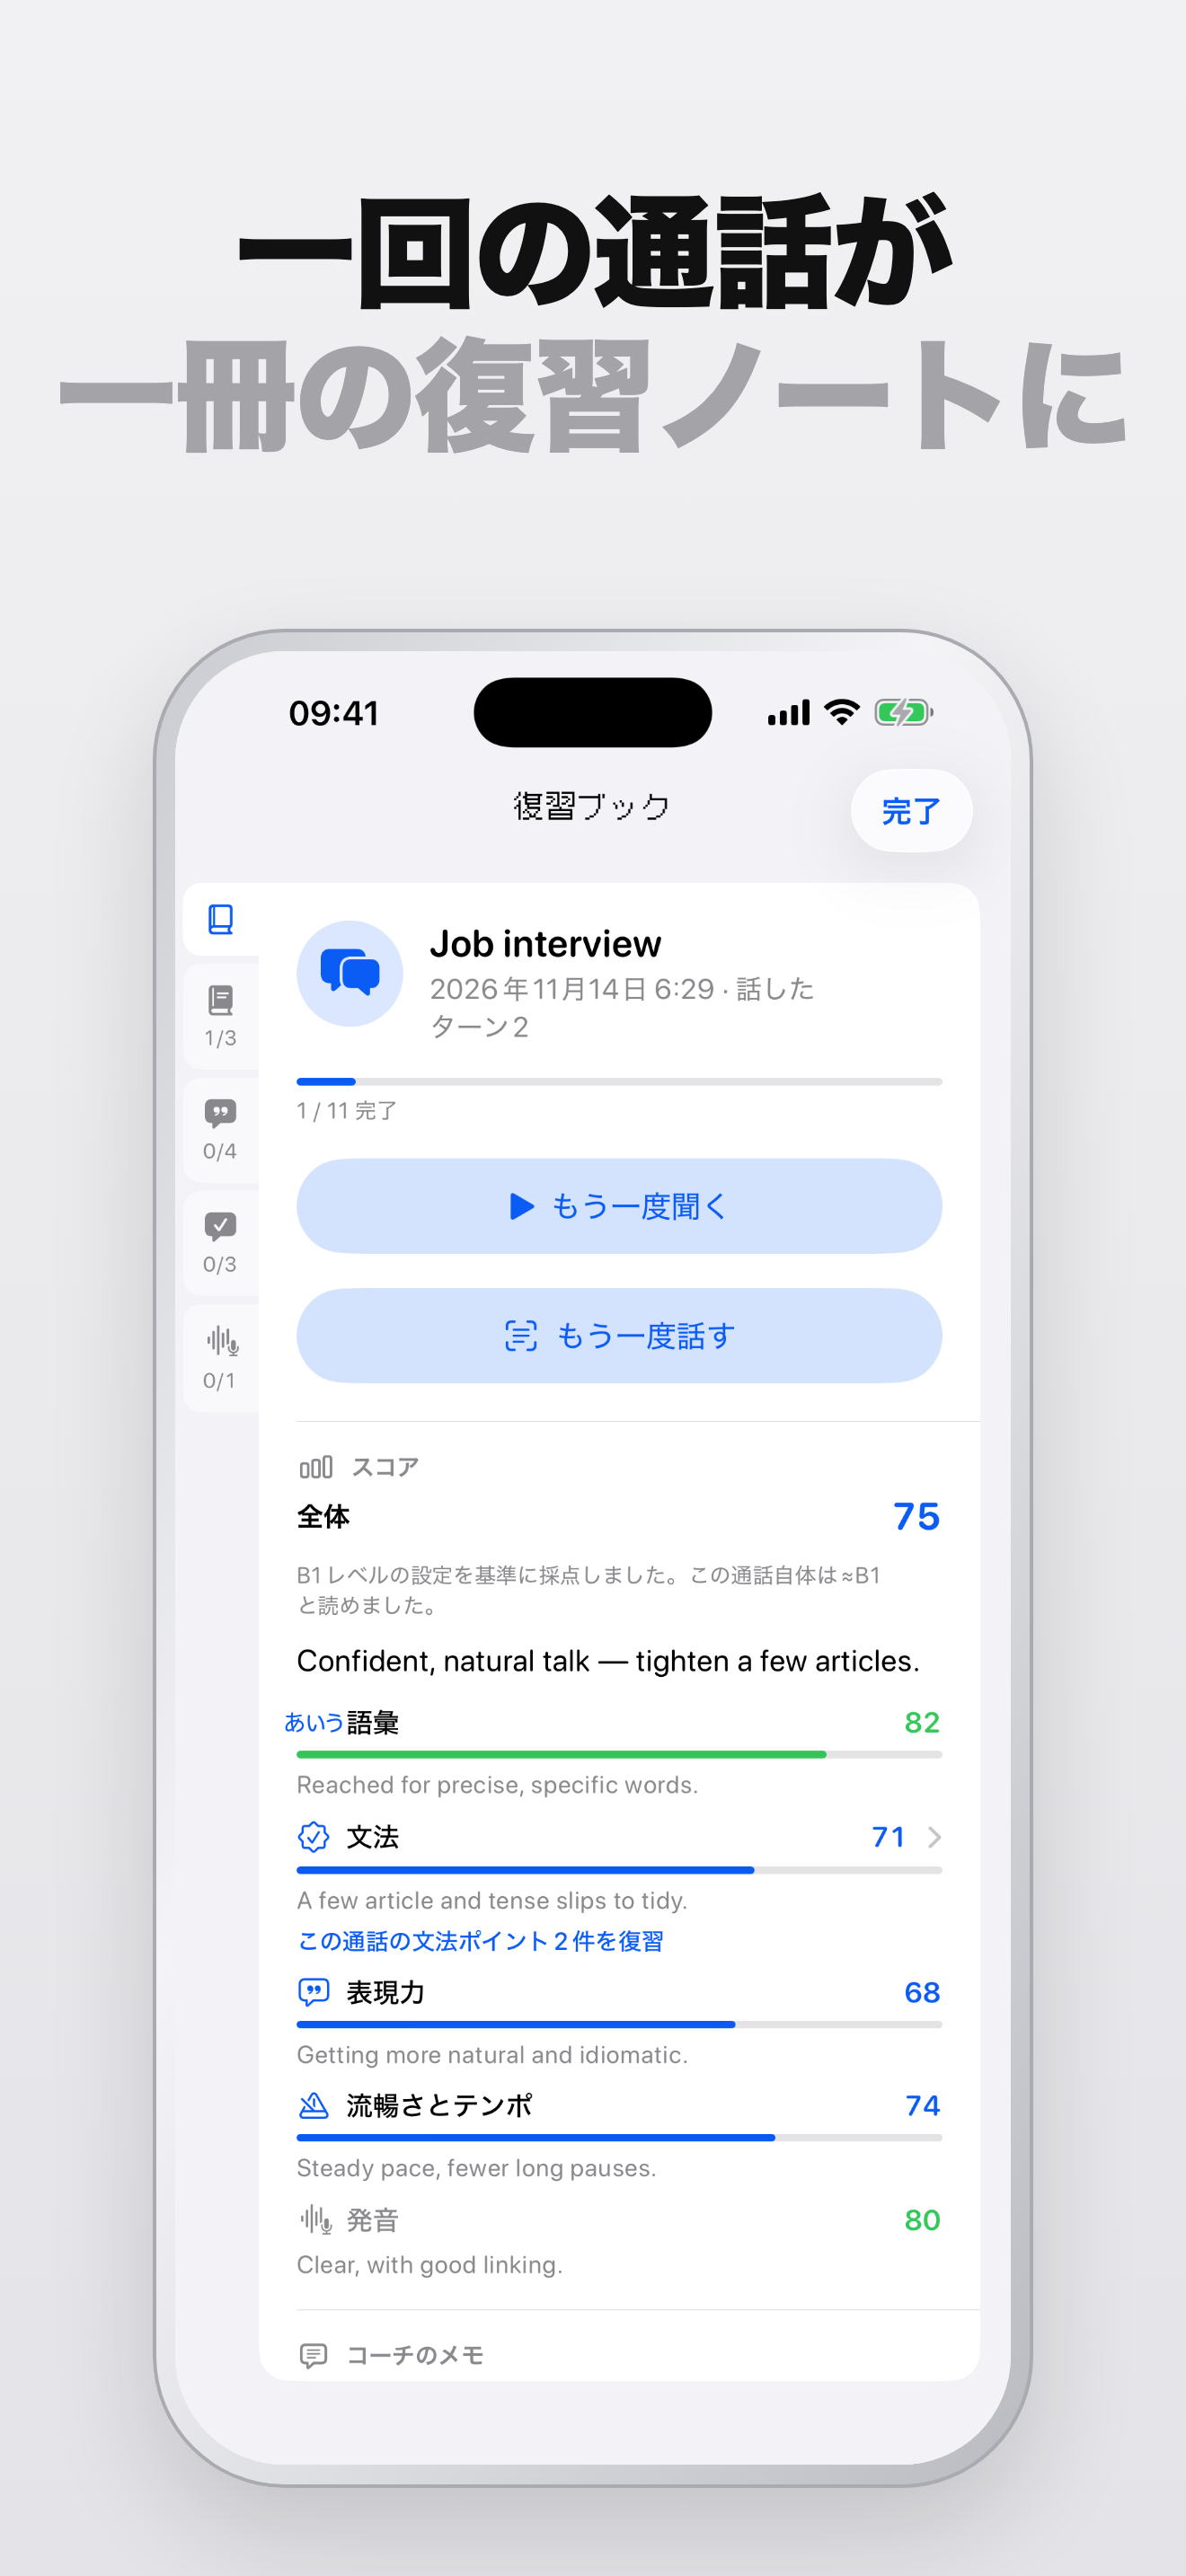 一回の通話が
一冊の復習ノートに
09:41
復習ブック
完了
Job interview
2026年11月14日 6:29 · 話した
ターン2
1/3
0/4
0/3
0/1
1 / 11 完了
もう一度聞く
もう一度話す
スコア
全体
75
B1レベルの設定を基準に採点しました。この通話自体は≈B1
と読めました。
Confident, natural talk — tighten a few articles.
あいう語彙
82
Reached for precise, specific words.
文法
71
A few article and tense slips to tidy.
この通話の文法ポイント2件を復習
表現力
68
Getting more natural and idiomatic.
流暢さとテンポ
74
Steady pace, fewer long pauses.
発音
80
Clear, with good linking.
コーチのメモ